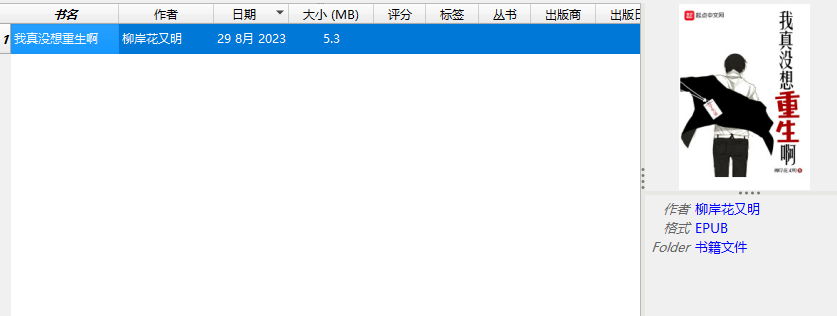 书名 作者 日期 大小 (MB) 评分 标签 丛书 出版商 出版日
1 我真没想重生啊 柳岸花又明 29 8月 2023 5.3
起点中文网
我真没想重生啊
柳岸花又明
作者 柳岸花又明
格式 EPUB
Folder 书籍文件